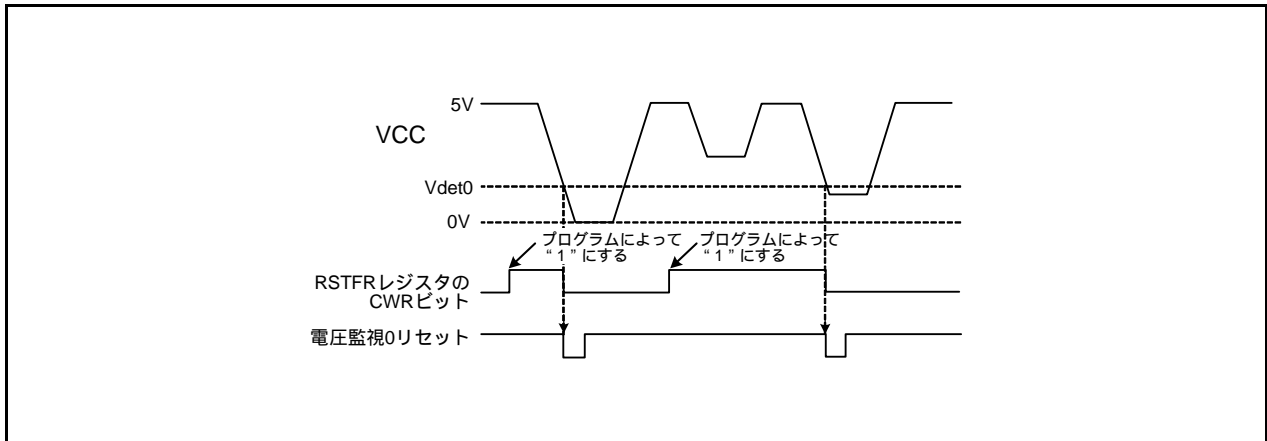 5V
VCC
Vdet0
0V
プログラムによって
“ 1 ” にする
プログラムによって
“ 1 ” にする
RSTFRレジスタの
CWRビット
電圧監視0リセット